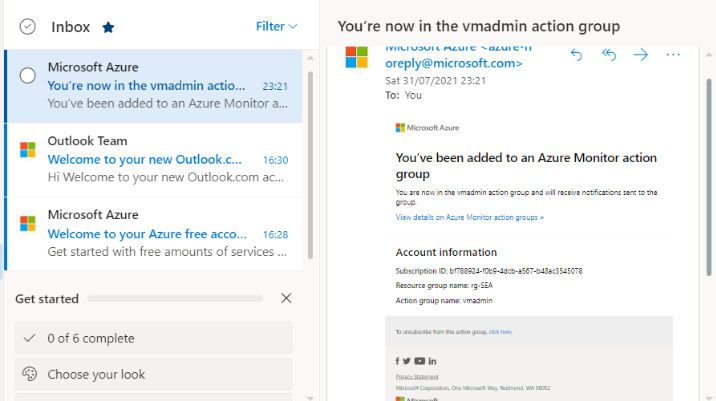 Inbox
Filter
Microsoft Azure
You're now in the vmadmin actio... 23:21
You've been added to an Azure Monitor a...
Outlook Team
Welcome to your new Outlook.c... 16:30
Hi Welcome to your new Outlook.com ac...
Microsoft Azure
Welcome to your Azure free acco... 16:28
Get started with free amounts of services ...
Get started
0 of 6 complete
Choose your look
You're now in the vmadmin action group
Microsoft Azure <azure-n
oreply@microsoft.com>
Sat 31/07/2021 23:21
To: You
Microsoft Azure
You've been added to an Azure Monitor action
group
You are now in the vmadmin action group and will receive notifications sent to the
group.
View details on Azure Monitor action groups >
Account information
Subscription ID: bf788924-f0b9-4dcb-a567-b48ac3545078
Resource group name: rg-SEA
Action group name: vmadmin
To unsubscribe from this action group, click here.
Privacy Statement
Microsoft Corporation, One Microsoft Way, Redmond, WA 98052
Microsoft